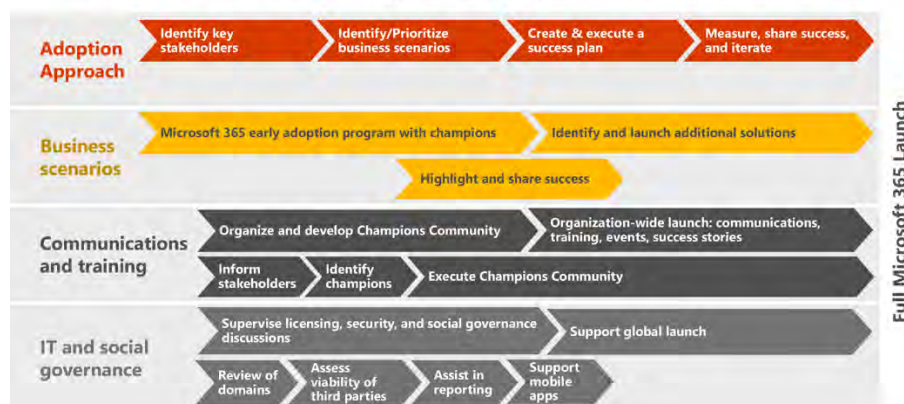 Adoption
Approach
Identify key
stakeholders
Identify/Prioritize
business scenarios
Create & execute a
success plan
Measure, share success,
and iterate
Business
scenarios
Microsoft 365 early adoption program with champions
Identify and launch additional solutions
Highlight and share success
Communications
and training
Organize and develop Champions Community
Organization-wide launch: communications,
training, events, success stories
Inform
stakeholders
Identify
champions
Execute Champions Community
IT and social
governance
Supervise licensing, security, and social governance
discussions
Support global launch
Review of
domains
Assess
viability of
third parties
Assist in
reporting
Support
mobile
apps
Full Microsoft 365 Launch